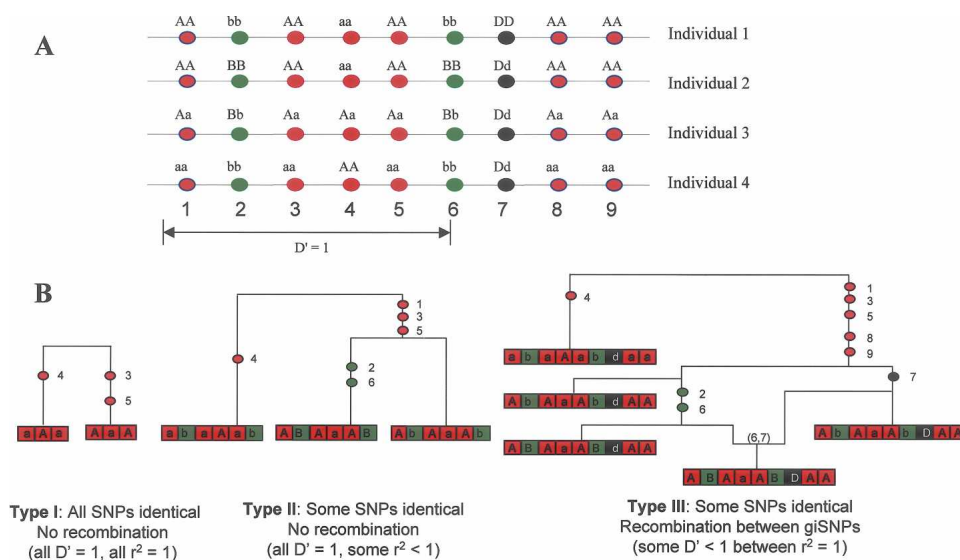 A
AA bb AA aa AA bb DD AA AA
Individual 1
AA BB AA aa AA BB Dd AA AA
Individual 2
Aa Bb Aa Aa Aa Bb Dd Aa Aa
Individual 3
aa bb aa AA aa bb Dd aa aa
Individual 4
1 2 3 4 5 6 7 8 9
D' = 1
B
4
3
5
a A a
A a A
Type I: All SNPs identical
No recombination
(all D' = 1, all r² = 1)
1
3
5
4
2
6
a b a A a b
A B A a A B
A b A a A b
Type II: Some SNPs identical
No recombination
(all D' = 1, some r² < 1)
4
1
3
5
8
9
7
a b a A a b d a a
A b A a A b d A A
2
6
A B A a A B d A A
(6,7)
A b A a A b D A A
A B A a A B D A A
Type III: Some SNPs identical
Recombination between giSNPs
(some D' < 1 between r² = 1)